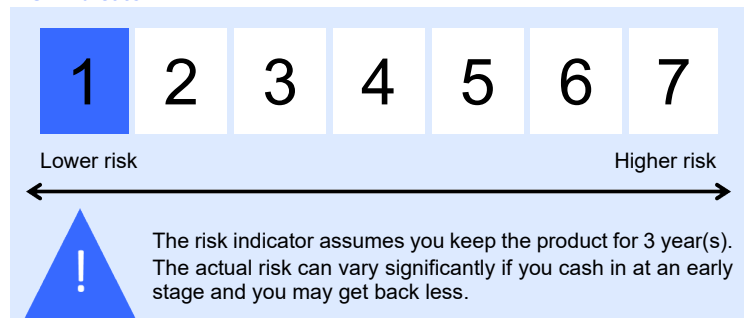 1 2 3 4 5 6 7
Lower risk Higher risk
!
The risk indicator assumes you keep the product for 3 year(s).
The actual risk can vary significantly if you cash in at an early
stage and you may get back less.